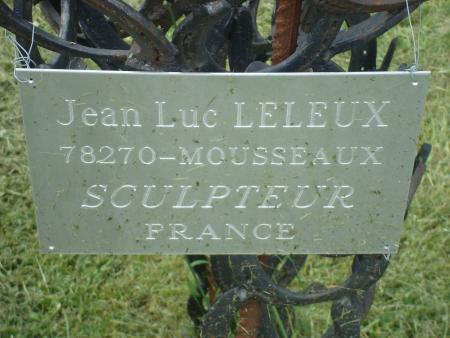 Jean Luc LELEUX
78270-MOUSSEAUX
SCULPTEUR
FRANCE